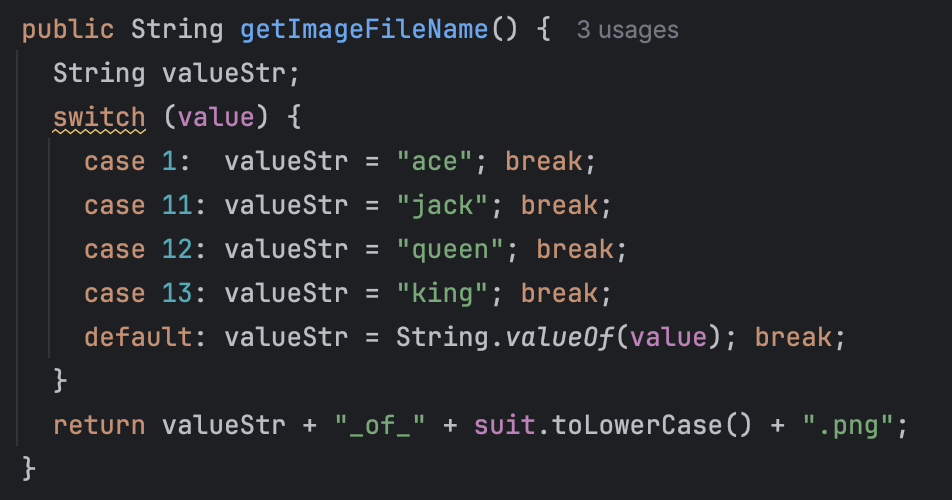 public String getImageFileName() { 3 usages
String valueStr;
switch (value) {
case 1:  valueStr = "ace"; break;
case 11: valueStr = "jack"; break;
case 12: valueStr = "queen"; break;
case 13: valueStr = "king"; break;
default: valueStr = String.valueOf(value); break;
}
return valueStr + "_of_" + suit.toLowerCase() + ".png";
}